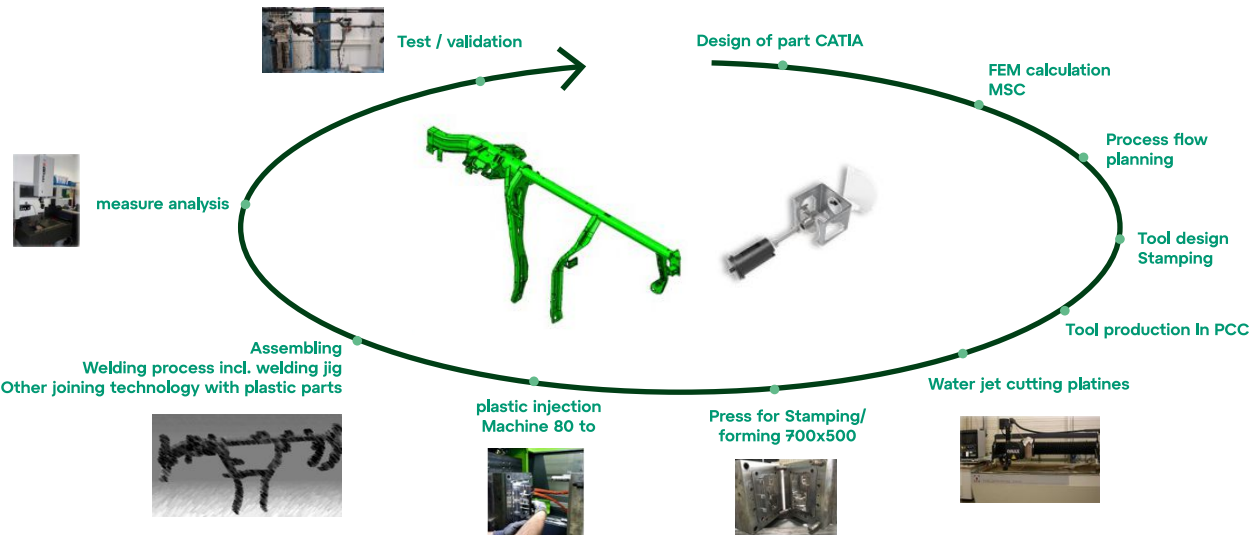 Test / validation
Design of part CATIA
FEM calculation
MSC
Process flow
planning
Tool design
Stamping
Tool production In PCC
Water jet cutting platines
Press for Stamping/
forming 700x500
plastic injection
Machine 80 to
Assembling
Welding process incl. welding jig
Other joining technology with plastic parts
measure analysis